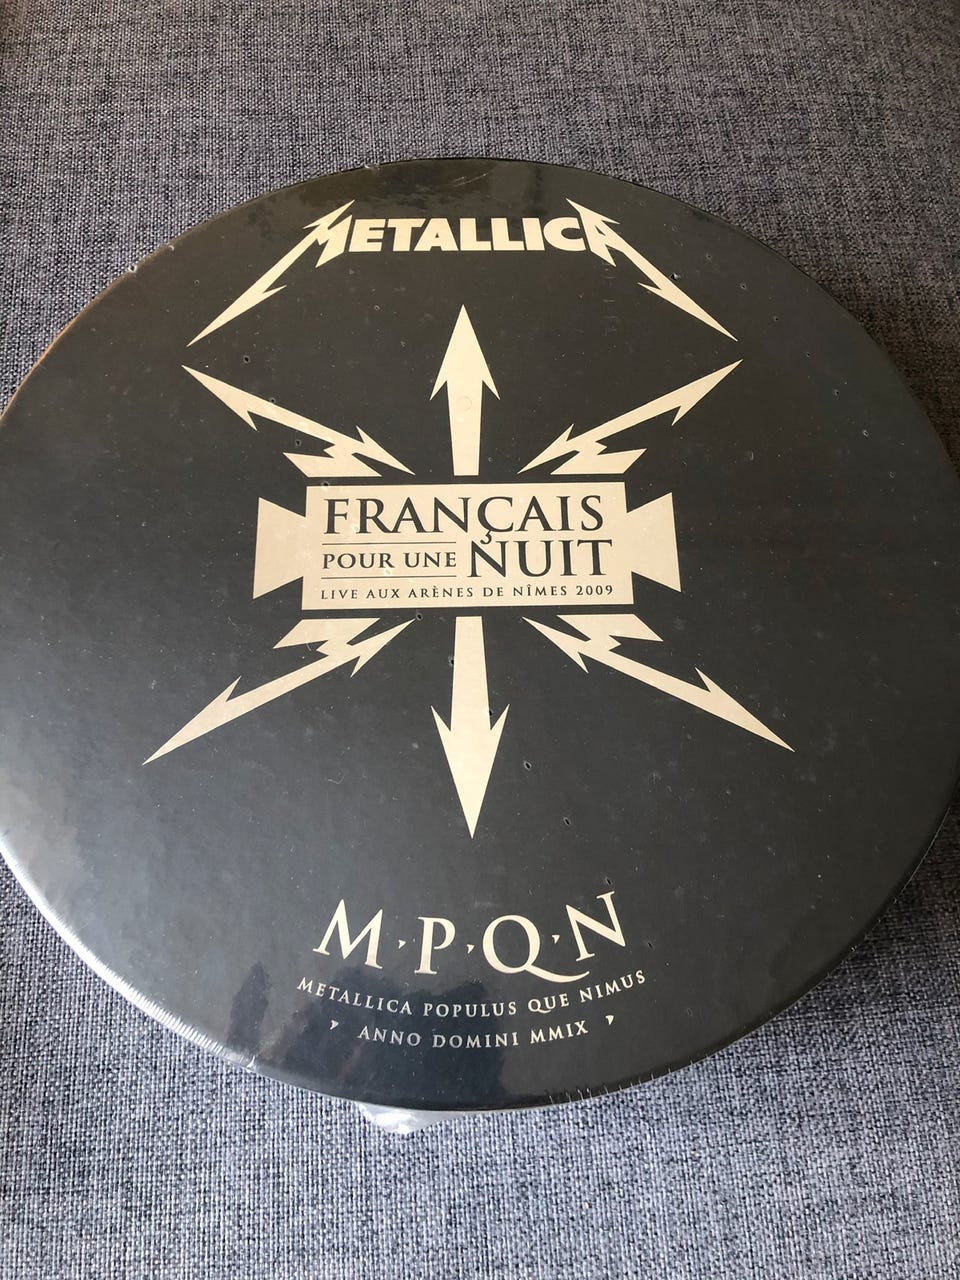 METALLICA
FRANÇAIS
POUR UNE NUIT
LIVE AUX ARÈNES DE NÎMES 2009
M·P·Q·N
METALLICA POPULUS QUE NIMUS
ANNO DOMINI MMIX